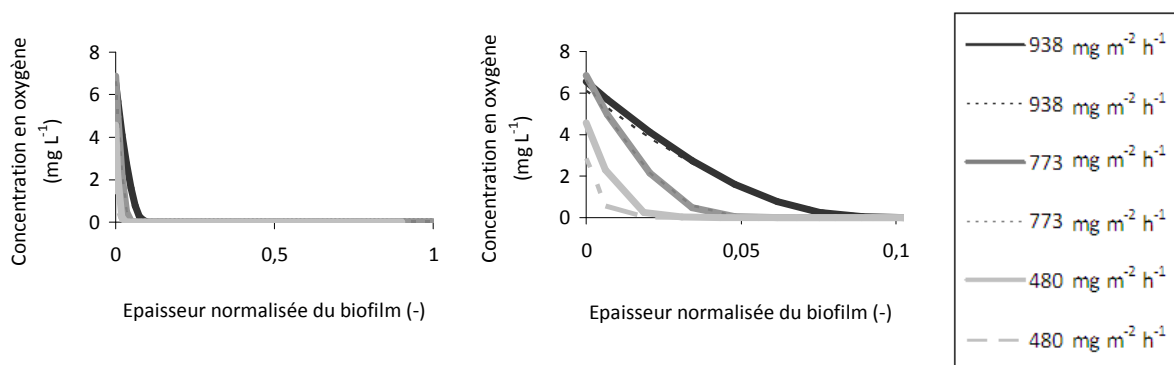 Concentration en oxygène
(mg L⁻¹)
8
6
4
2
0
0
0,5
1
Epaisseur normalisée du biofilm (-)
Concentration en oxygène
(mg L⁻¹)
8
6
4
2
0
0
0,05
0,1
Epaisseur normalisée du biofilm (-)
938 mg m⁻² h⁻¹
938 mg m⁻² h⁻¹
773 mg m⁻² h⁻¹
773 mg m⁻² h⁻¹
480 mg m⁻² h⁻¹
480 mg m⁻² h⁻¹